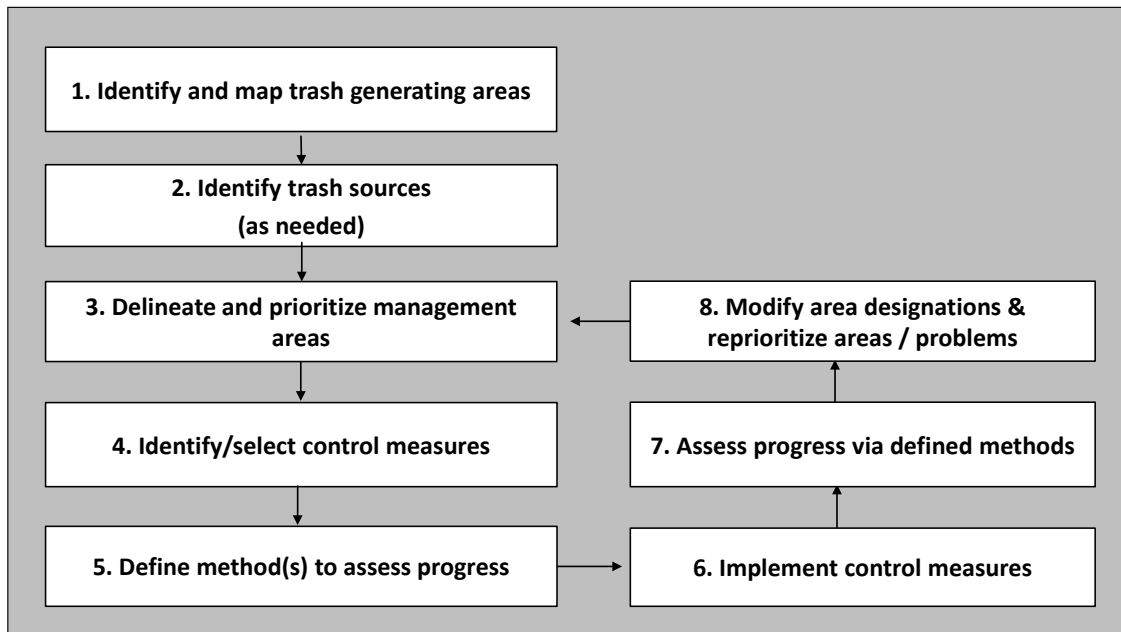 1. Identify and map trash generating areas
2. Identify trash sources
(as needed)
3. Delineate and prioritize management
areas
4. Identify/select control measures
5. Define method(s) to assess progress
6. Implement control measures
7. Assess progress via defined methods
8. Modify area designations &
reprioritize areas / problems